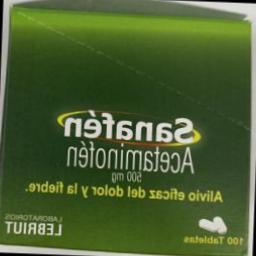 Sanafén
Acetaminofén
500 mg
Alivio eficaz del dolor y la fiebre.
LABORATORIOS
LEBRIUT
100 Tabletas